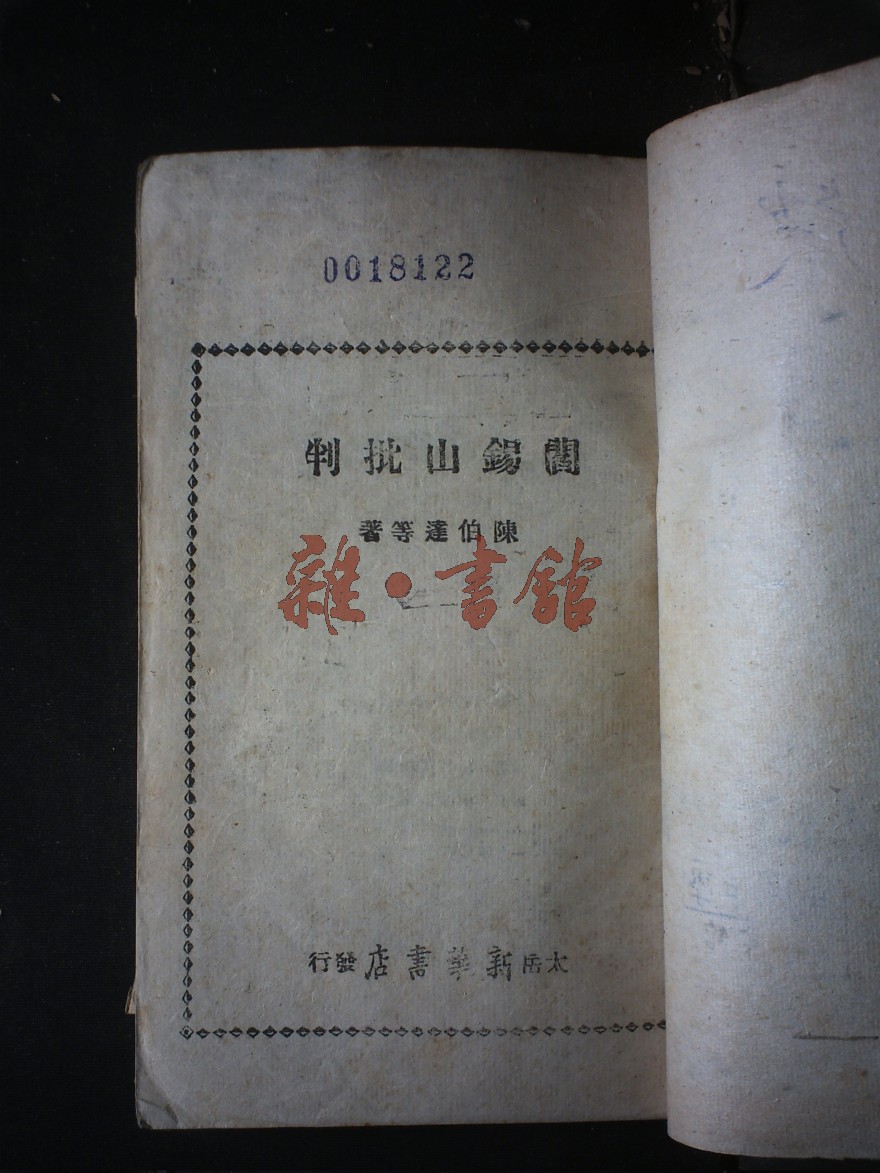 0018122
閻錫山批判
陳伯達等著
雜·書館
太岳新華書店發行